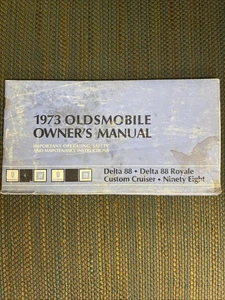 1973 OLDSMOBILE
OWNER'S MANUAL
IMPORTANT OPERATING, SAFETY
AND MAINTENANCE INSTRUCTIONS
Delta 88 • Delta 88 Royale
Custom Cruiser • Ninety Eight